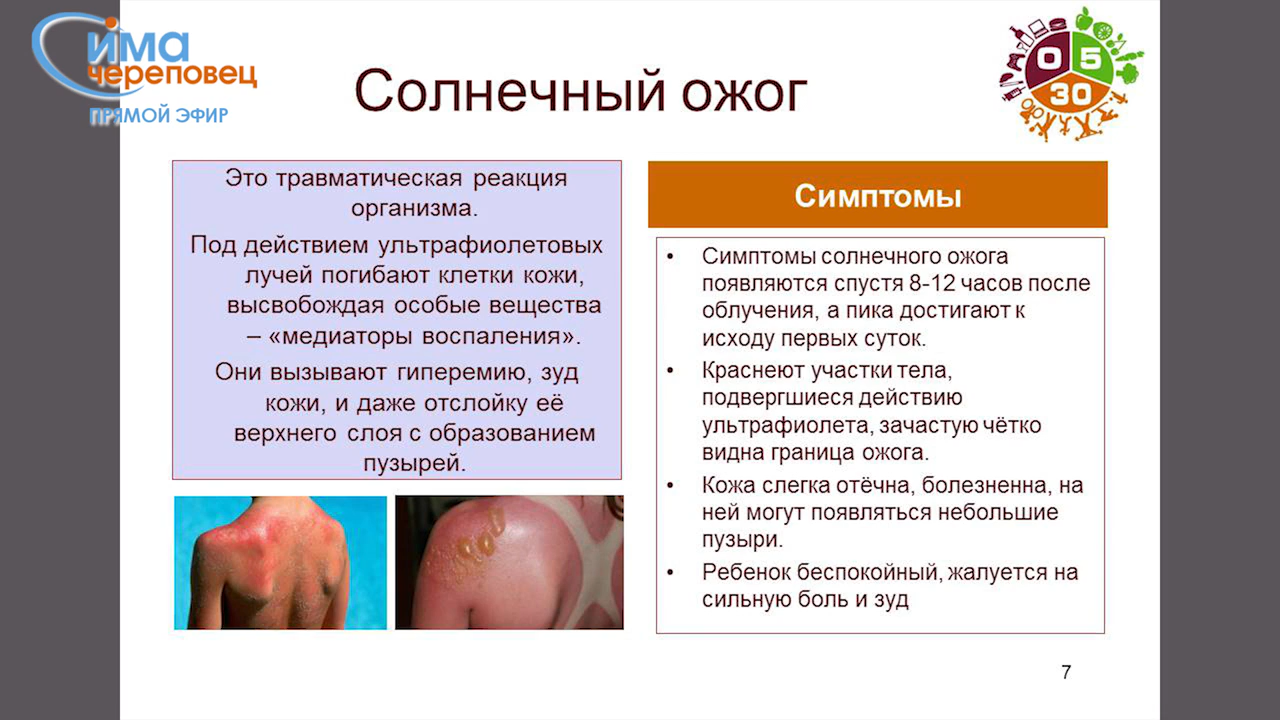 Сима
череповец
ПРЯМОЙ ЭФИР
Солнечный ожог
0 5
30
Это травматическая реакция
организма.
Под действием ультрафиолетовых
лучей погибают клетки кожи,
высвобождая особые вещества
– «медиаторы воспаления».
Они вызывают гиперемию, зуд
кожи, и даже отслойку её
верхнего слоя с образованием
пузырей.
Симптомы
• Симптомы солнечного ожога
появляются спустя 8-12 часов после
облучения, а пика достигают к
исходу первых суток.
• Краснеют участки тела,
подвергшиеся действию
ультрафиолета, зачастую чётко
видна граница ожога.
• Кожа слегка отёчна, болезненна, на
ней могут появляться небольшие
пузыри.
• Ребенок беспокойный, жалуется на
сильную боль и зуд
7